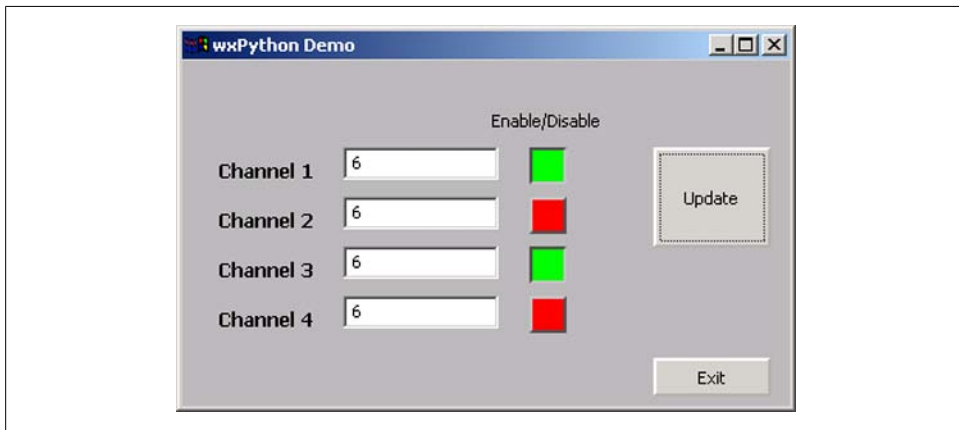 wxPython Demo
Enable/Disable
Channel 1 6
Update
Channel 2 6
Channel 3 6
Channel 4 6
Exit